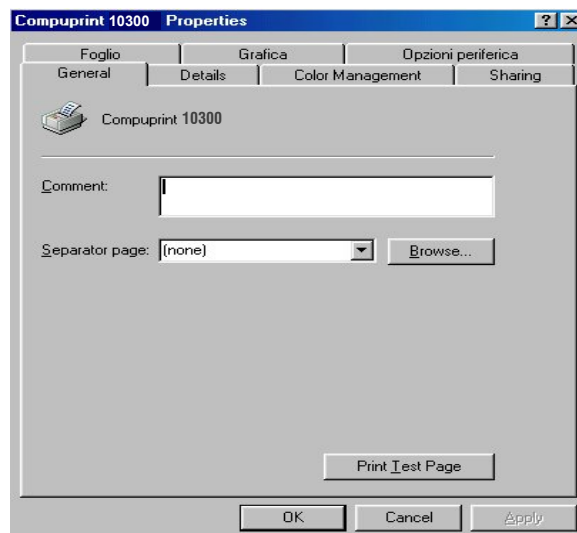 Compuprint 10300 Properties
Foglio Grafica Opzioni periferica
General Details Color Management Sharing
Compuprint 10300
Comment:
Separator page: (none) Browse...
Print Test Page
OK Cancel Apply